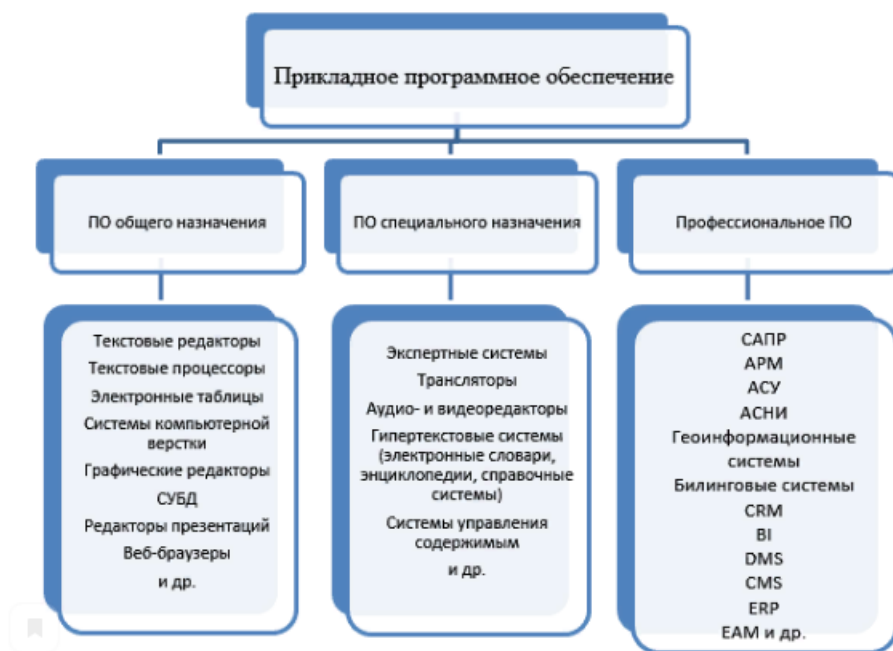 Прикладное программное обеспечение
ПО общего назначения
ПО специального назначения
Профессиональное ПО
Текстовые редакторы
Текстовые процессоры
Электронные таблицы
Системы компьютерной
верстки
Графические редакторы
СУБД
Редакторы презентаций
Веб-браузеры
и др.
Экспертные системы
Трансляторы
Аудио- и видеоредакторы
Гипертекстовые системы
(электронные словари,
энциклопедии, справочные
системы)
Системы управления
содержимым
и др.
САПР
АРМ
АСУ
АСНИ
Геоинформационные
системы
Билинговые системы
CRM
BI
DMS
CMS
ERP
EAM и др.